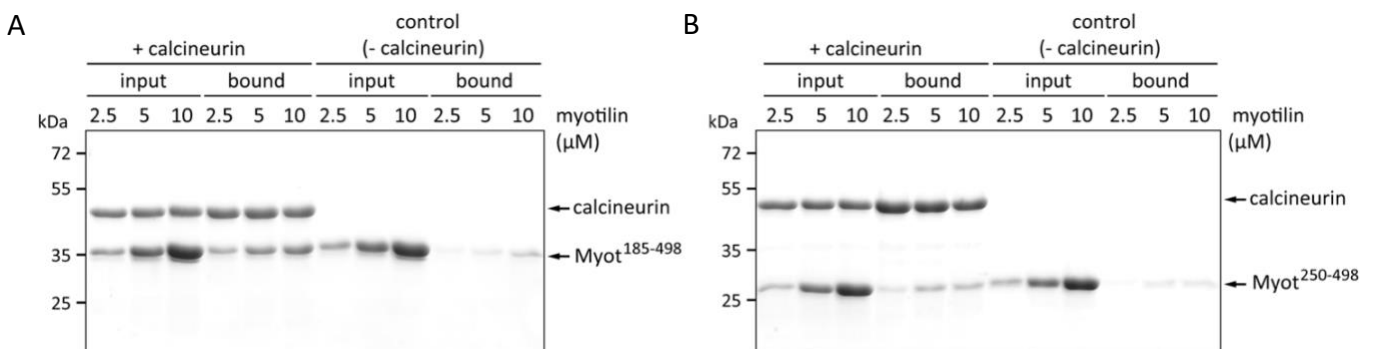 A
+ calcineurin
control
(- calcineurin)
input bound input bound
kDa 2.5 5 10 2.5 5 10 2.5 5 10 2.5 5 10 myotilin
(μM)
72
55
calcineurin
35
Myot185-498
25
B
+ calcineurin
control
(- calcineurin)
input bound input bound
kDa 2.5 5 10 2.5 5 10 2.5 5 10 2.5 5 10 myotilin
(μM)
72
55
calcineurin
35
Myot250-498
25